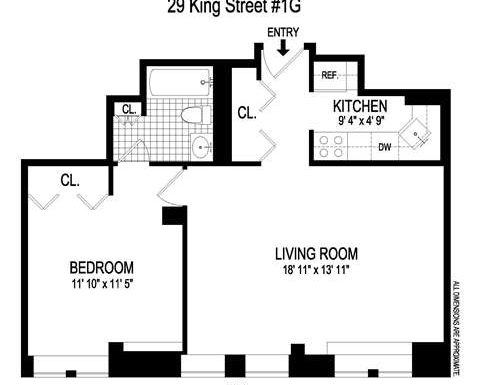 29 King Street #1G
ENTRY
REF.
CL.
KITCHEN
9' 4" x 4' 9"
CL.
DW
CL.
BEDROOM
11' 10" x 11' 5"
LIVING ROOM
18' 11" x 13' 11"
ALL DIMENSIONS ARE APPROXIMATE.